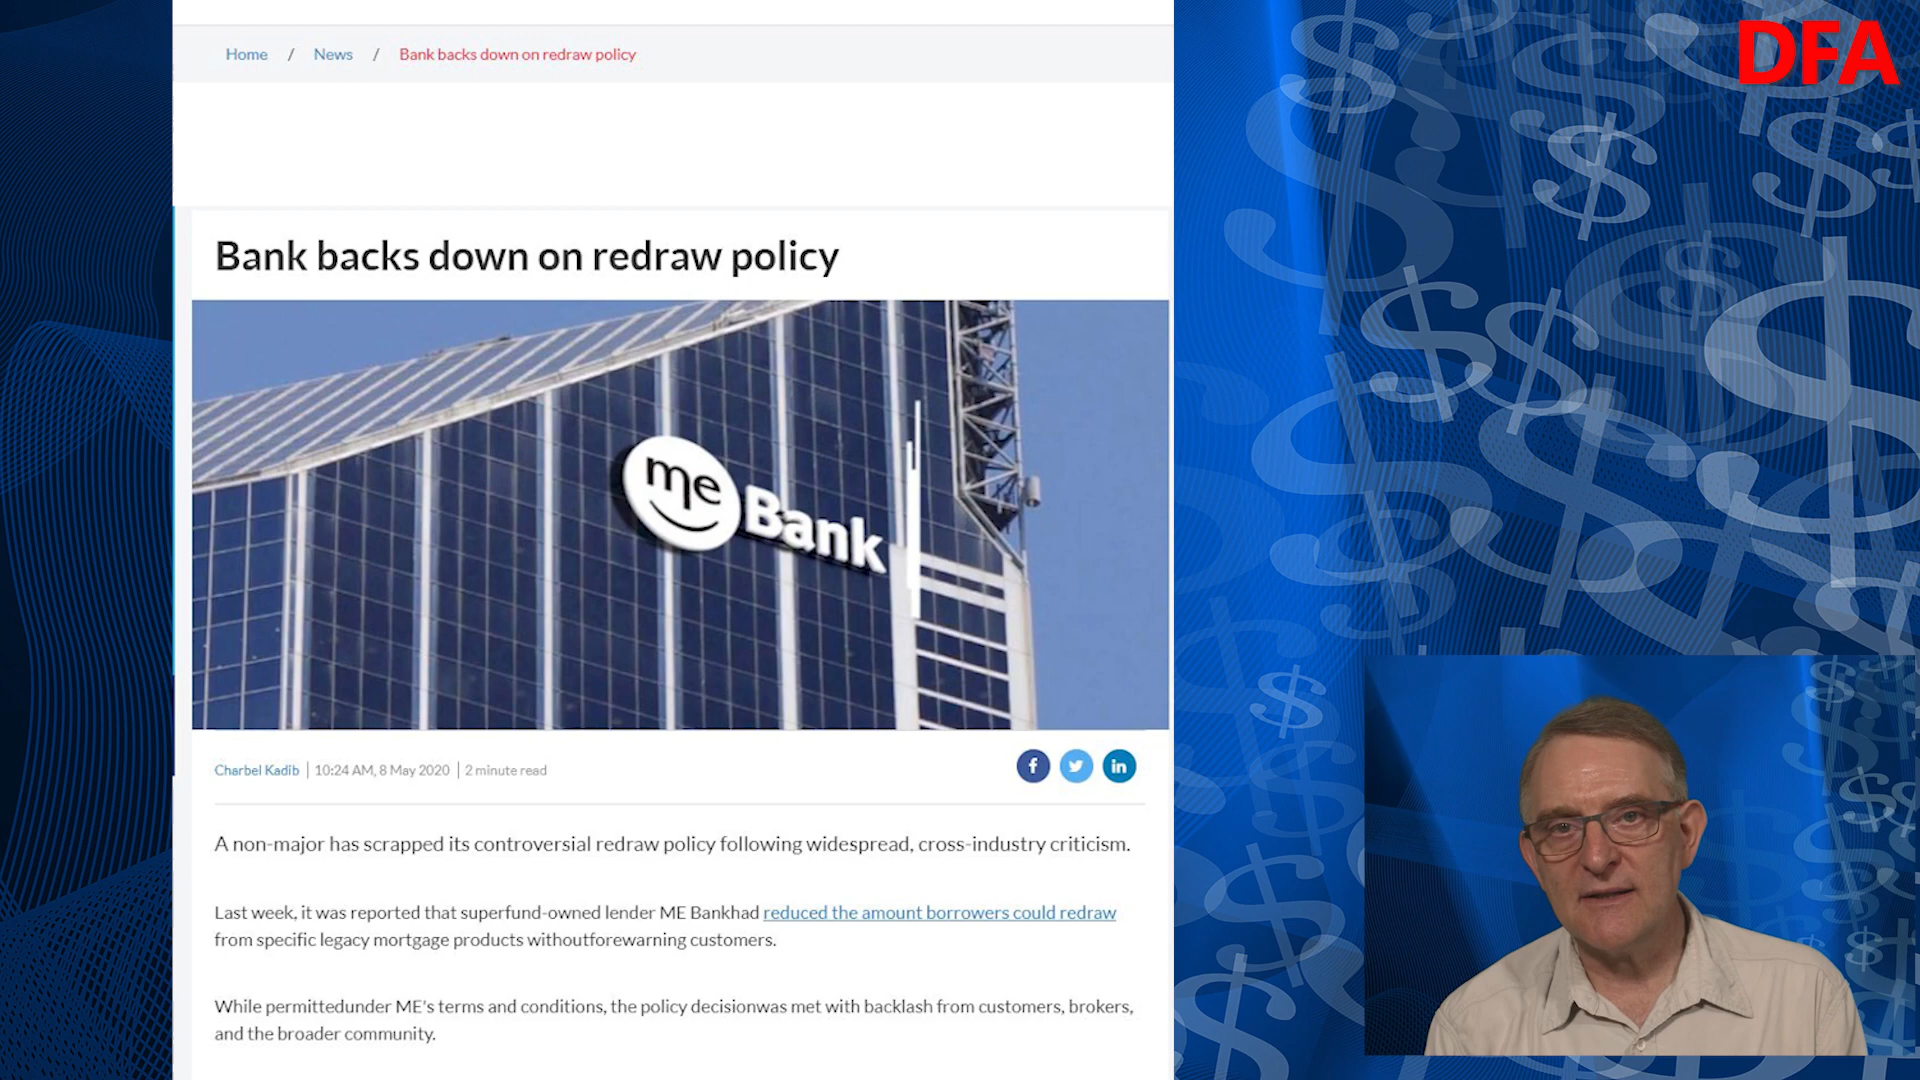 DFA
Home / News / Bank backs down on redraw policy
Bank backs down on redraw policy
me Bank
Charbel Kadib | 10:24 AM, 8 May 2020 | 2 minute read
A non-major has scrapped its controversial redraw policy following widespread, cross-industry criticism.
Last week, it was reported that superfund-owned lender ME Bankhad reduced the amount borrowers could redraw
from specific legacy mortgage products withoutforewarning customers.
While permittedunder ME's terms and conditions, the policy decisionwas met with backlash from customers, brokers,
and the broader community.